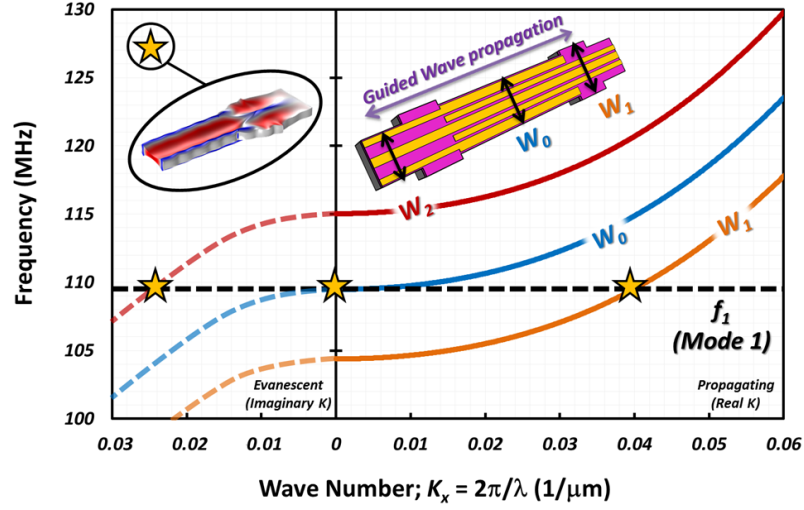 130
125
120
115
110
105
100
Frequency (MHz)
Guided Wave propagation
W0
W1
W2
W0
W1
f1
(Mode 1)
Evanescent
(Imaginary K)
Propagating
(Real K)
0.03 0.02 0.01 0 0.01 0.02 0.03 0.04 0.05 0.06
Wave Number; Kx = 2π/λ (1/μm)